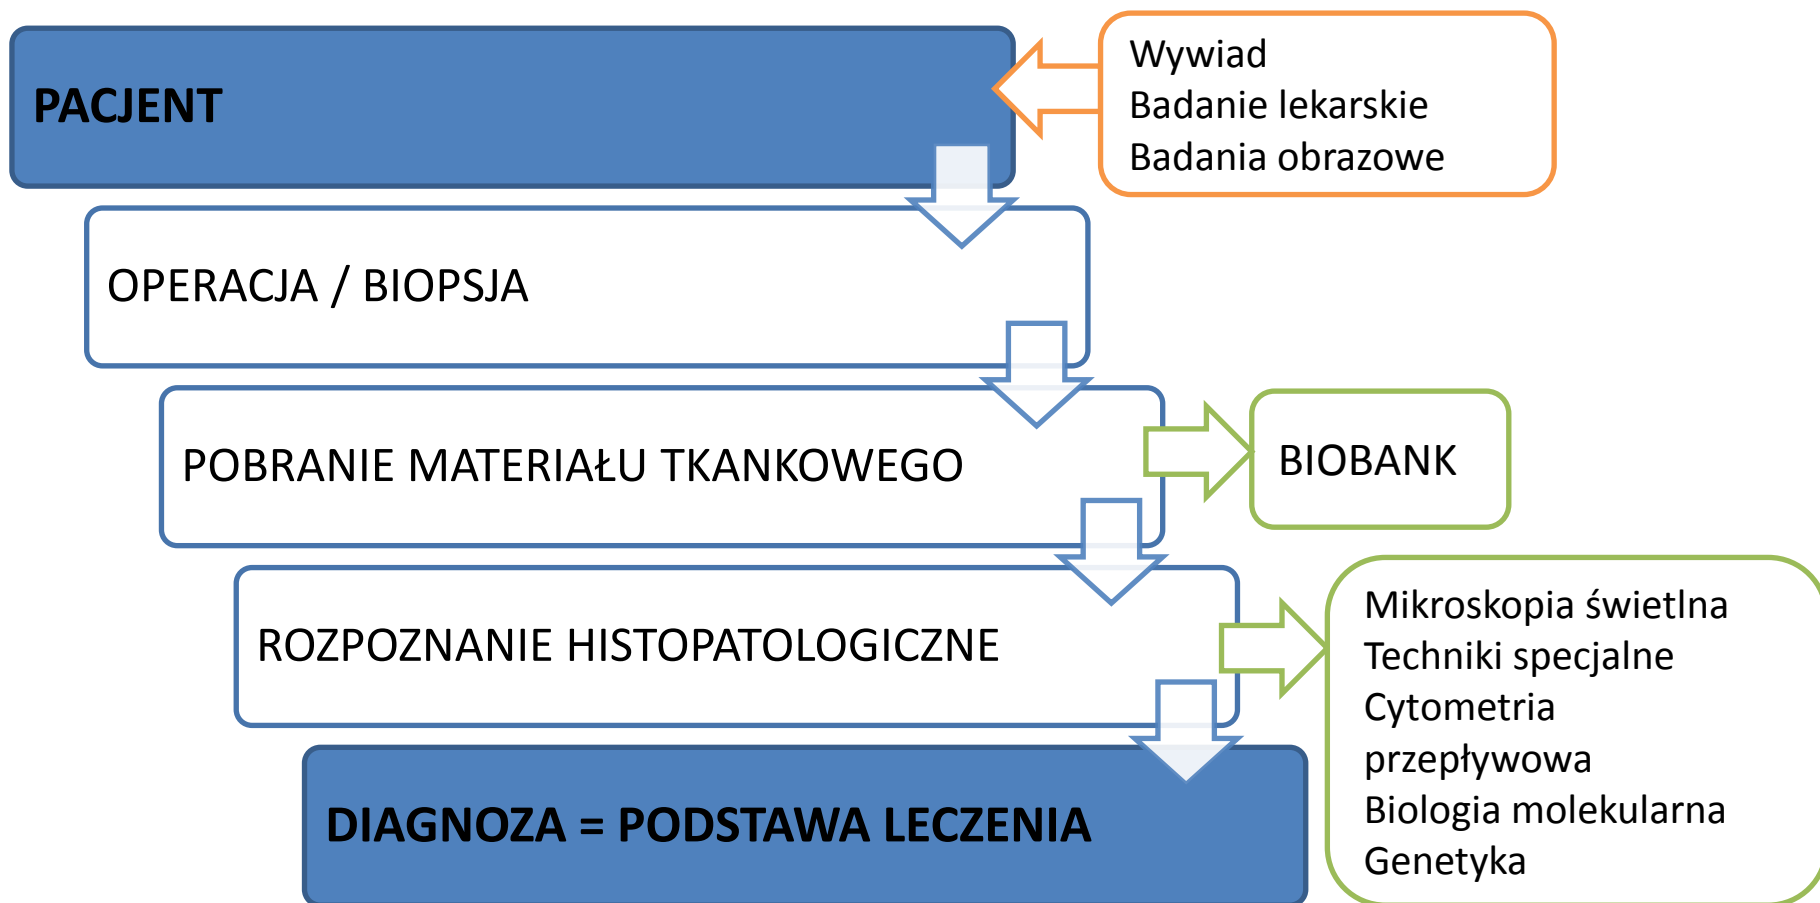 PACJENT
Wywiad
Badanie lekarskie
Badania obrazowe
OPERACJA / BIOPSJA
POBRANIE MATERIAŁU TKANKOWEGO
BIOBANK
ROZPOZNANIE HISTOPATOLOGICZNE
Mikroskopia świetlna
Techniki specjalne
Cytometria
przepływowa
Biologia molekularna
Genetyka
DIAGNOZA = PODSTAWA LECZENIA